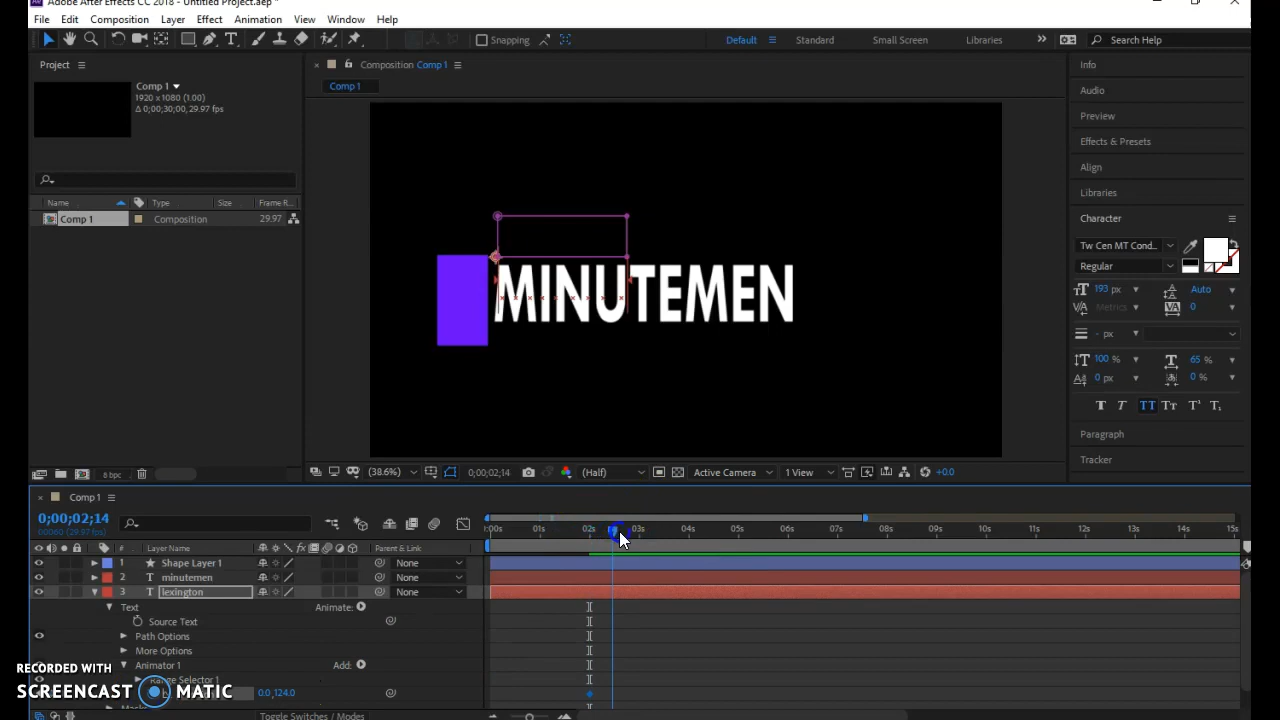 Adobe After Effects CC 2018 - Untitled Project.aep *
File Edit Composition Layer Effect Animation View Window Help
Snapping Default Standard Small Screen Libraries Search Help
Project
Comp 1
1920 x 1080 (1.00)
Δ 0;00;30;00, 29.97 fps
Name Type Size Frame R...
Comp 1 Composition 29.97
8 bpc
Composition Comp 1
Comp 1
MINUTEMEN
(38.6%) 0;00;02;14 (Half) Active Camera 1 View +0.0
Info
Audio
Preview
Effects & Presets
Align
Libraries
Character
Tw Cen MT Cond...
Regular
193 px Auto
Metrics 0
- px
100 % 65 %
0 px 0 %
Paragraph
Tracker
Comp 1
0;00;02;14
(29.97 fps)
:00s 01s 02s 03s 04s 05s 06s 07s 08s 09s 10s 11s 12s 13s 14s 15s
# Layer Name Parent & Link
1 Shape Layer 1 None
2 minutemen None
3 lexington None
Text Animate:
Source Text
Path Options
More Options
Animator 1 Add:
Range Selector 1
0.0,124.0
Toggle Switches / Modes
RECORDED WITH
SCREENCAST MATIC